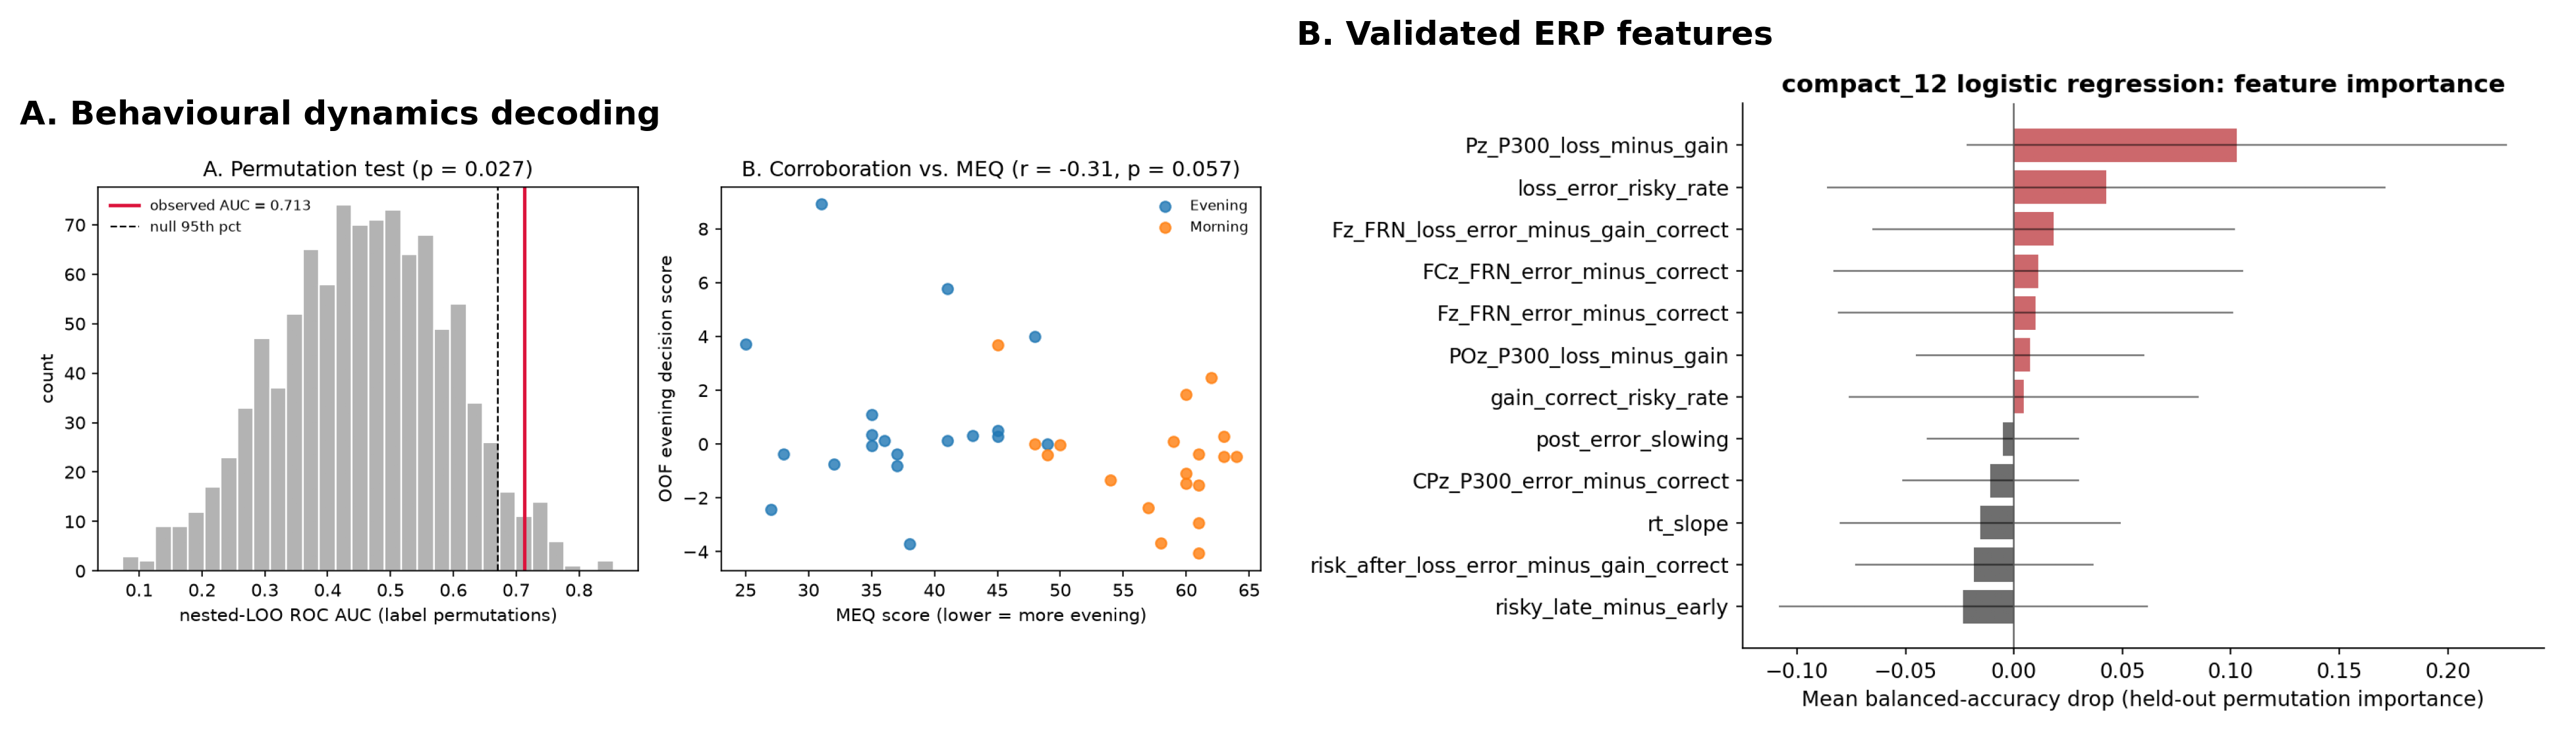 A. Behavioural dynamics decoding
A. Permutation test (p = 0.027)
observed AUC = 0.713
null 95th pct
count
70
60
50
40
30
20
10
0
0.1 0.2 0.3 0.4 0.5 0.6 0.7 0.8
nested-LOO ROC AUC (label permutations)
B. Corroboration vs. MEQ (r = -0.31, p = 0.057)
Evening
Morning
OOF evening decision score
8
6
4
2
0
−2
−4
25 30 35 40 45 50 55 60 65
MEQ score (lower = more evening)
B. Validated ERP features
compact_12 logistic regression: feature importance
Pz_P300_loss_minus_gain
loss_error_risky_rate
Fz_FRN_loss_error_minus_gain_correct
FCz_FRN_error_minus_correct
Fz_FRN_error_minus_correct
POz_P300_loss_minus_gain
gain_correct_risky_rate
post_error_slowing
CPz_P300_error_minus_correct
rt_slope
risk_after_loss_error_minus_gain_correct
risky_late_minus_early
−0.10 −0.05 0.00 0.05 0.10 0.15 0.20
Mean balanced-accuracy drop (held-out permutation importance)